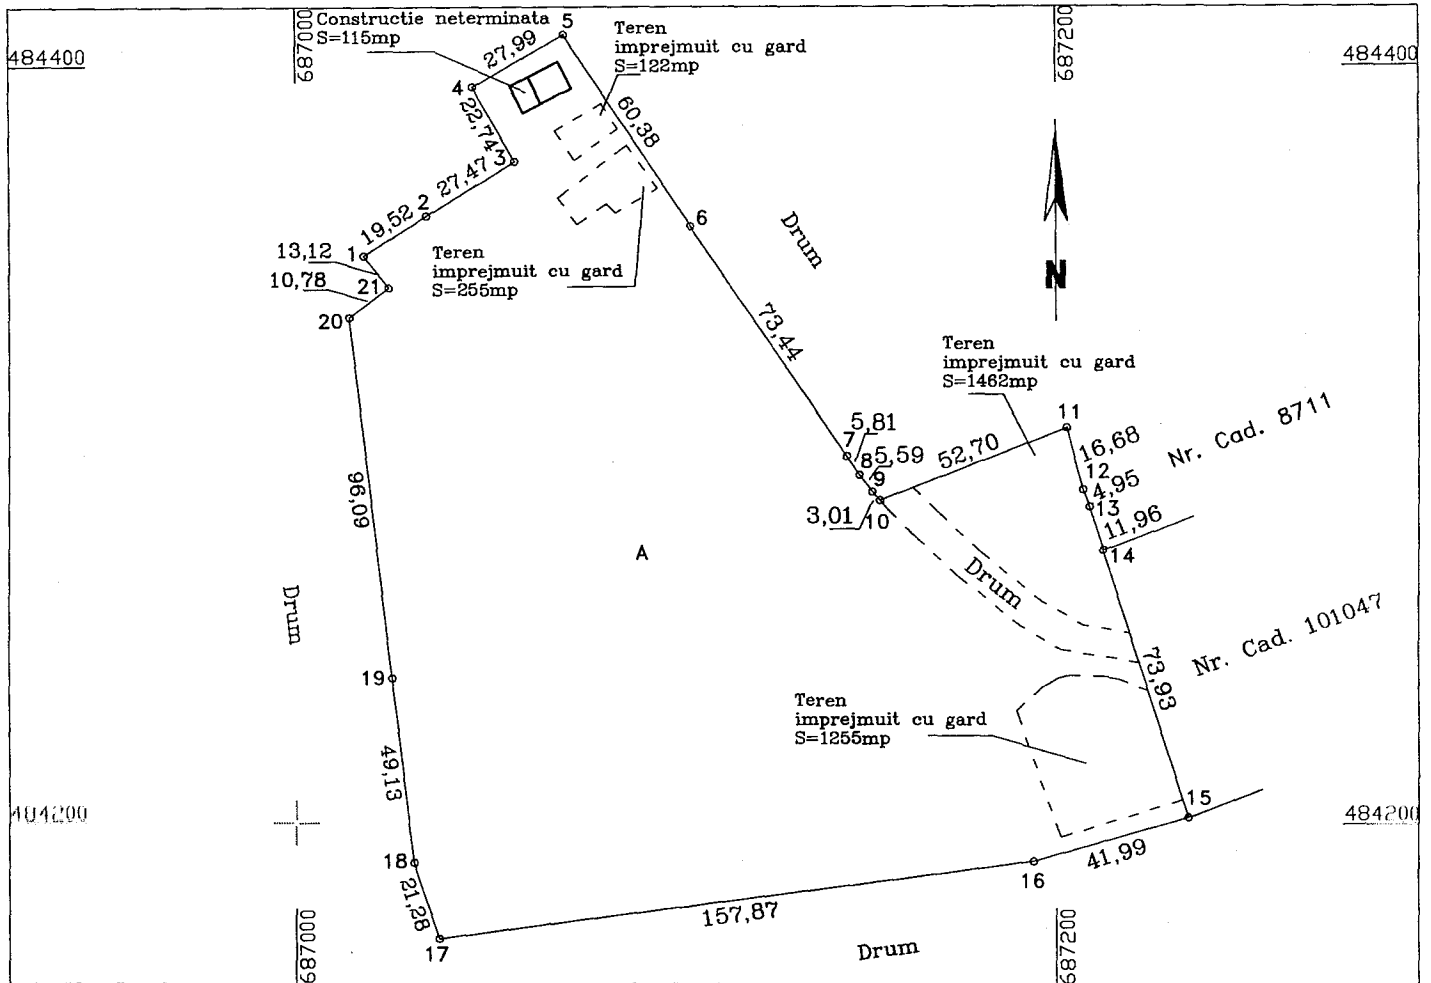 687000
687200
484400
484400
Constructie neterminata
S=115mp
5
27,99
Teren
imprejmuit cu gard
S=122mp
4
22,74
60,38
3
27,47
2
19,52
6
Drum
13,12
1
10,78
21
Teren
imprejmuit cu gard
S=255mp
N
20
73,44
Teren
imprejmuit cu gard
S=1462mp
11
5,81
7
16,68
Nr. Cad. 8711
8
5,59
52,70
9
12
4,95
3,01
10
13
11,96
96,09
14
A
Drum
Drum
Nr. Cad. 101047
73,93
19
Teren
imprejmuit cu gard
S=1255mp
49,13
15
484200
484200
18
41,99
16
21,28
157,87
17
Drum
687000
687200